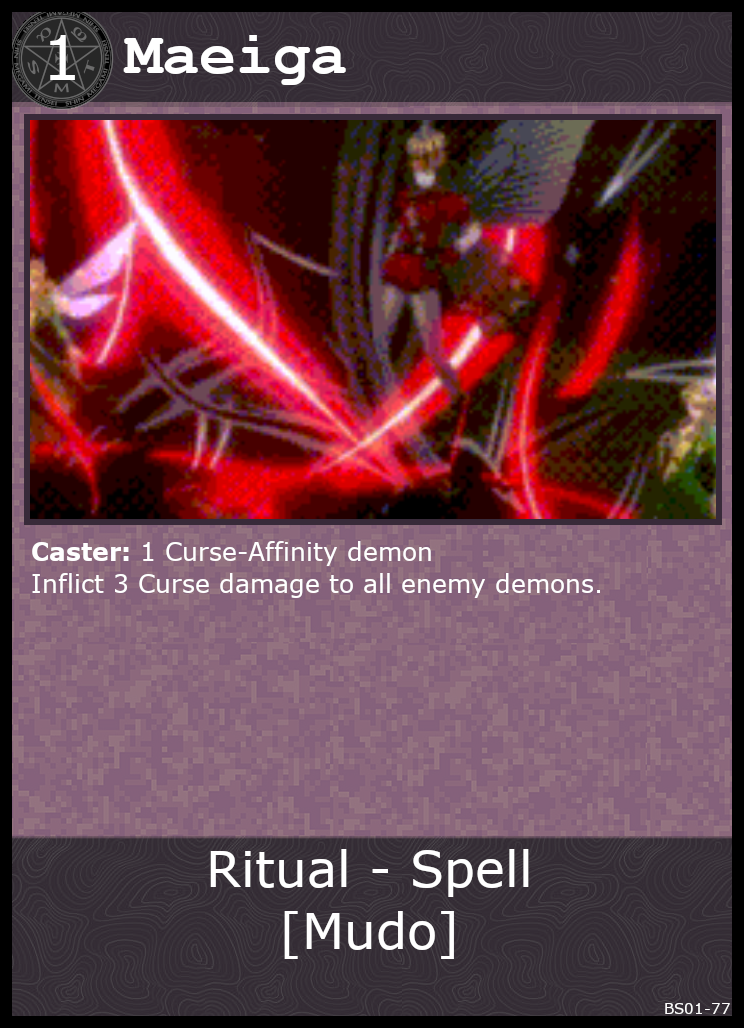 1 Maeiga
Caster: 1 Curse-Affinity demon
Inflict 3 Curse damage to all enemy demons.
Ritual - Spell
[Mudo]
BS01-77